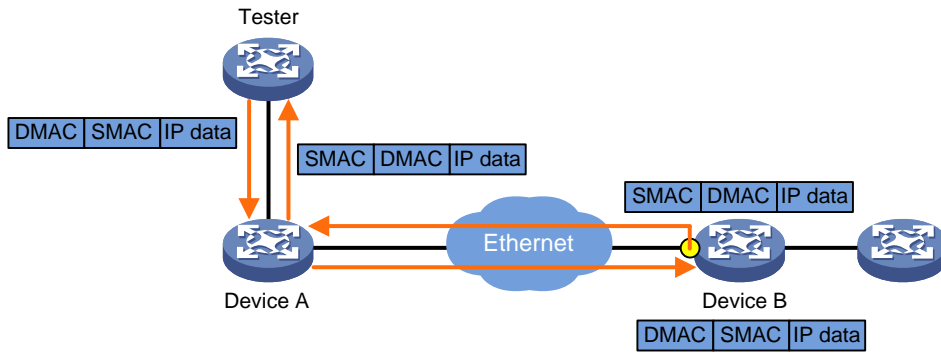 Tester
DMAC SMAC IP data
SMAC DMAC IP data
SMAC DMAC IP data
Ethernet
Device A
Device B
DMAC SMAC IP data